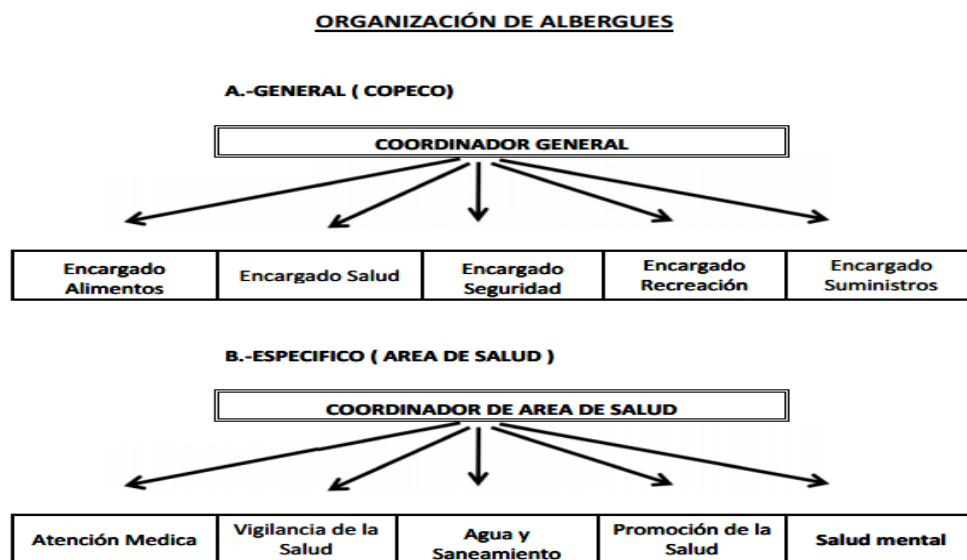 ORGANIZACIÓN DE ALBERGUES
A.-GENERAL ( COPECO)
COORDINADOR GENERAL
Encargado Alimentos
Encargado Salud
Encargado Seguridad
Encargado Recreación
Encargado Suministros
B.-ESPECIFICO ( AREA DE SALUD )
COORDINADOR DE AREA DE SALUD
Atención Medica
Vigilancia de la Salud
Agua y Saneamiento
Promoción de la Salud
Salud mental